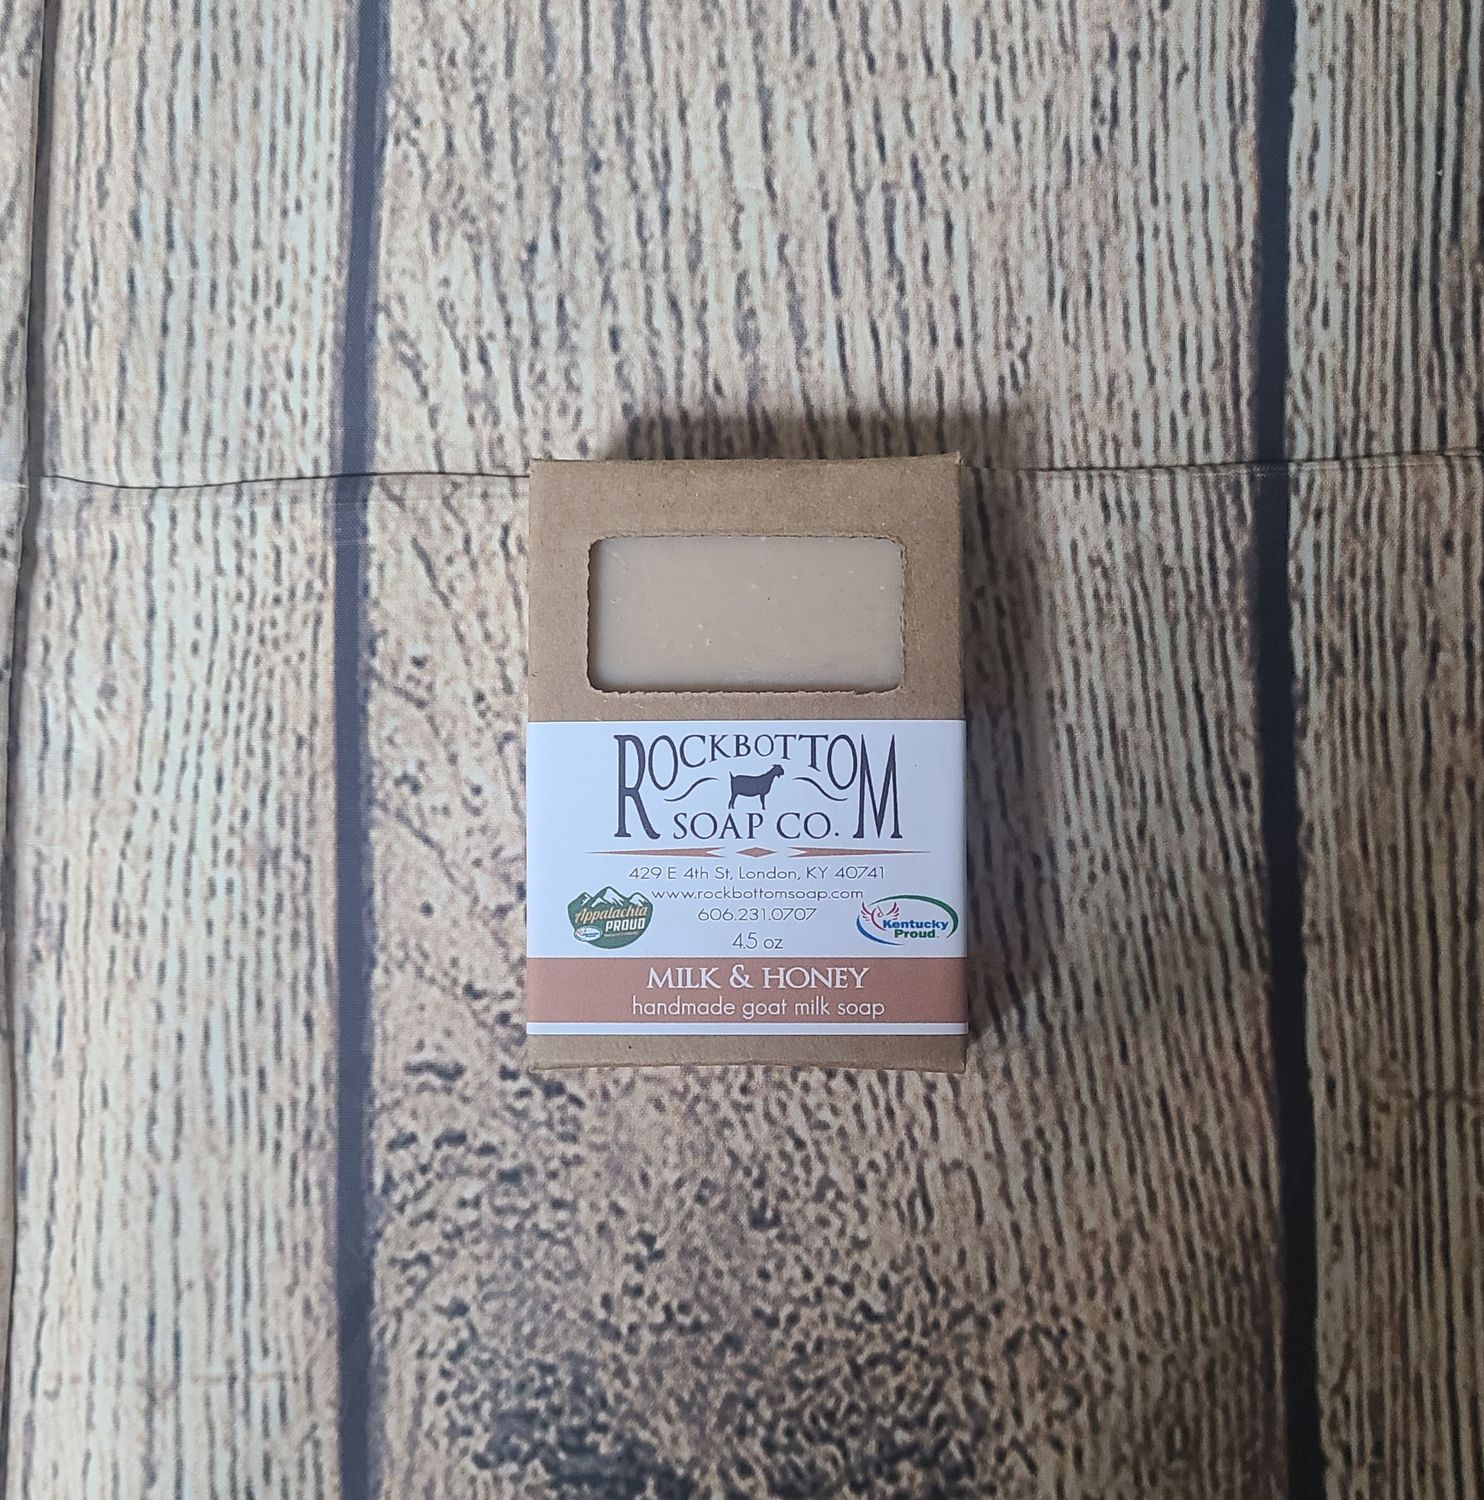 ROCKBOTTOM
SOAP CO.
429 E 4th St, London, KY 40741
www.rockbottomsoap.com
606.231.0707
4.5 oz
Appalachia
PROUD
Kentucky
Proud
MILK & HONEY
handmade goat milk soap